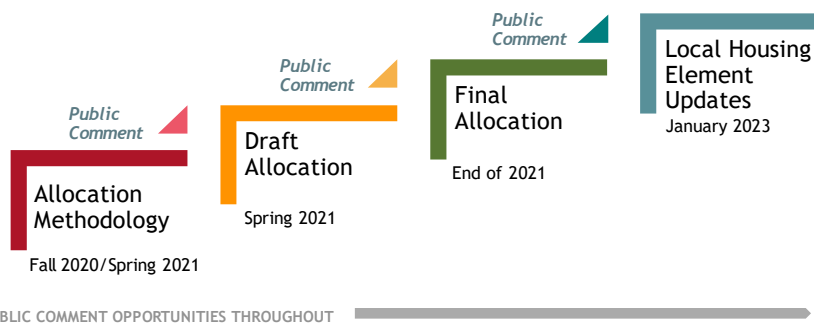 Public
Comment
Allocation
Methodology
Fall 2020/Spring 2021
Public
Comment
Draft
Allocation
Spring 2021
Public
Comment
Final
Allocation
End of 2021
Local Housing
Element
Updates
January 2023
BLIC COMMENT OPPORTUNITIES THROUGHOUT